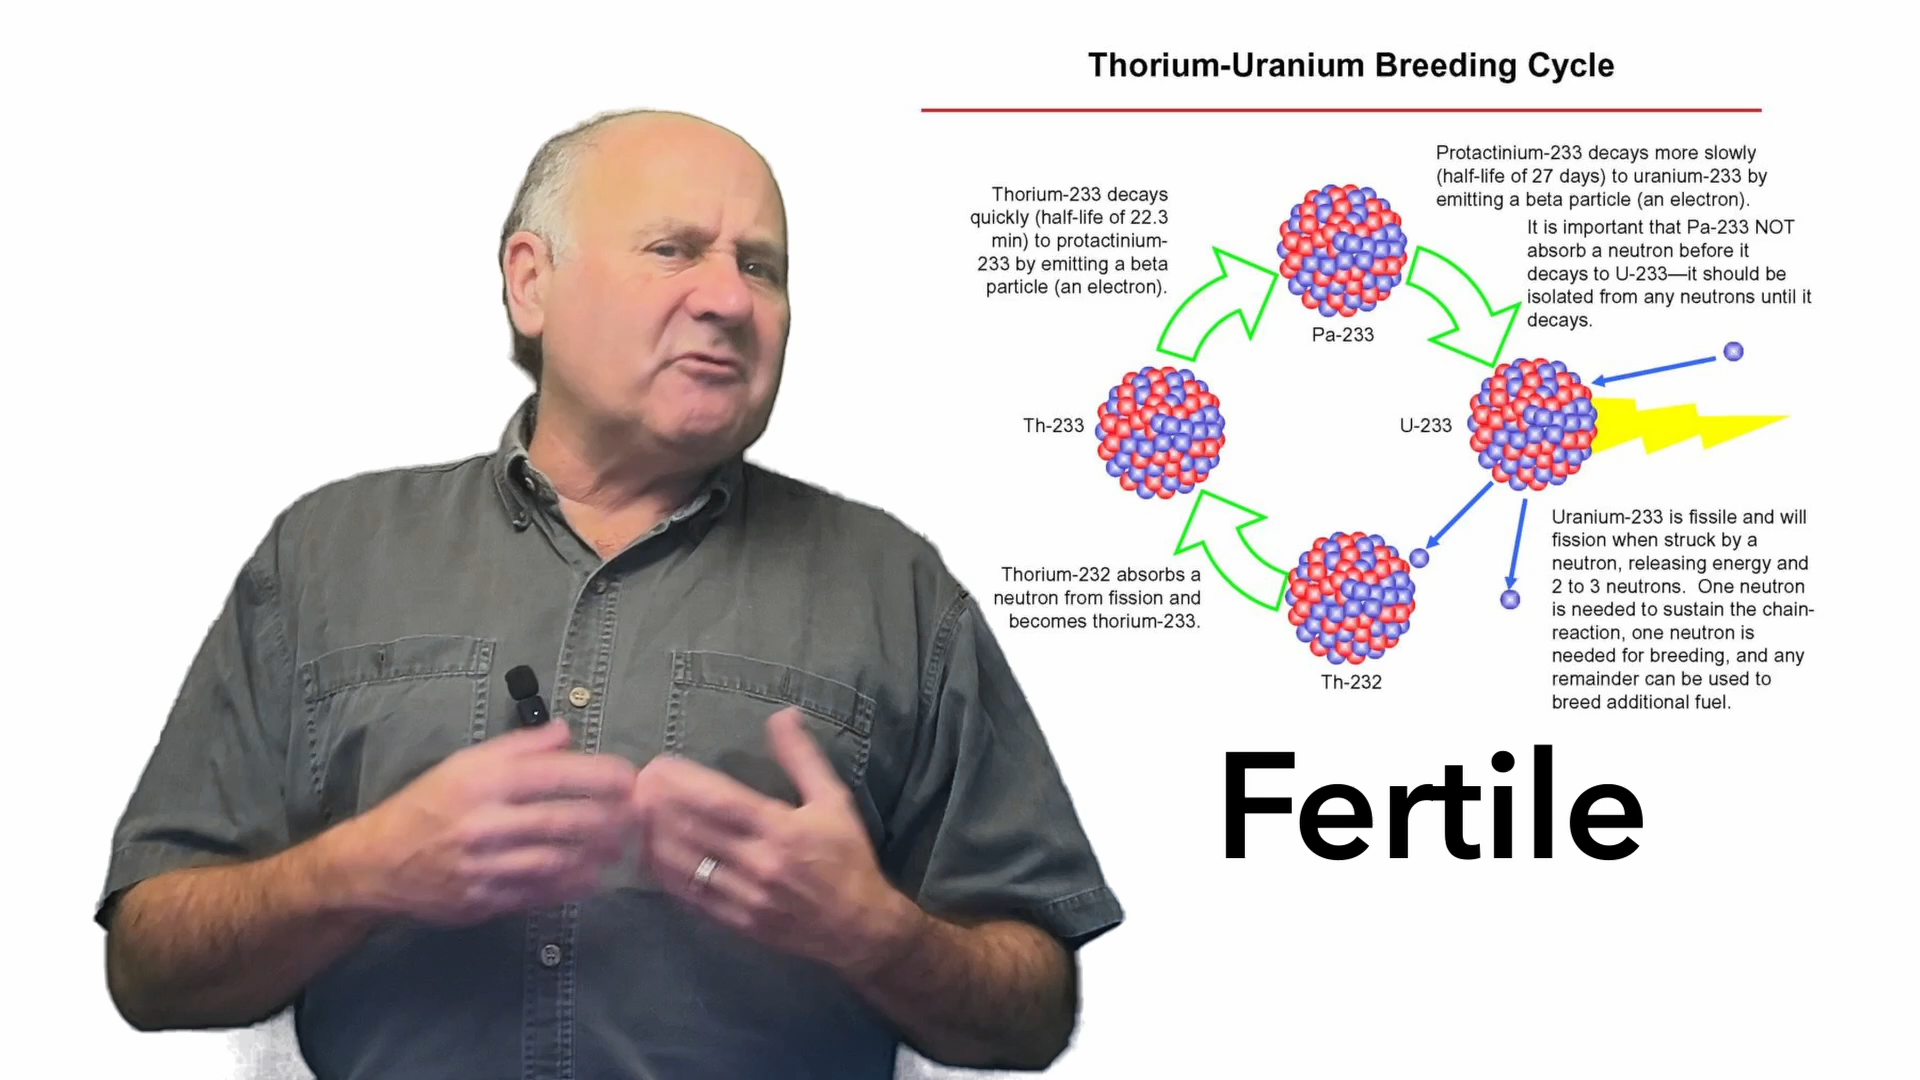 Thorium-Uranium Breeding Cycle
Thorium-233 decays
quickly (half-life of 22.3
min) to protactinium-
233 by emitting a beta
particle (an electron).
Protactinium-233 decays more slowly
(half-life of 27 days) to uranium-233 by
emitting a beta particle (an electron).
It is important that Pa-233 NOT
absorb a neutron before it
decays to U-233—it should be
isolated from any neutrons until it
decays.
Pa-233
Th-233
U-233
Thorium-232 absorbs a
neutron from fission and
becomes thorium-233.
Th-232
Uranium-233 is fissile and will
fission when struck by a
neutron, releasing energy and
2 to 3 neutrons. One neutron
is needed to sustain the chain-
reaction, one neutron is
needed for breeding, and any
remainder can be used to
breed additional fuel.
Fertile